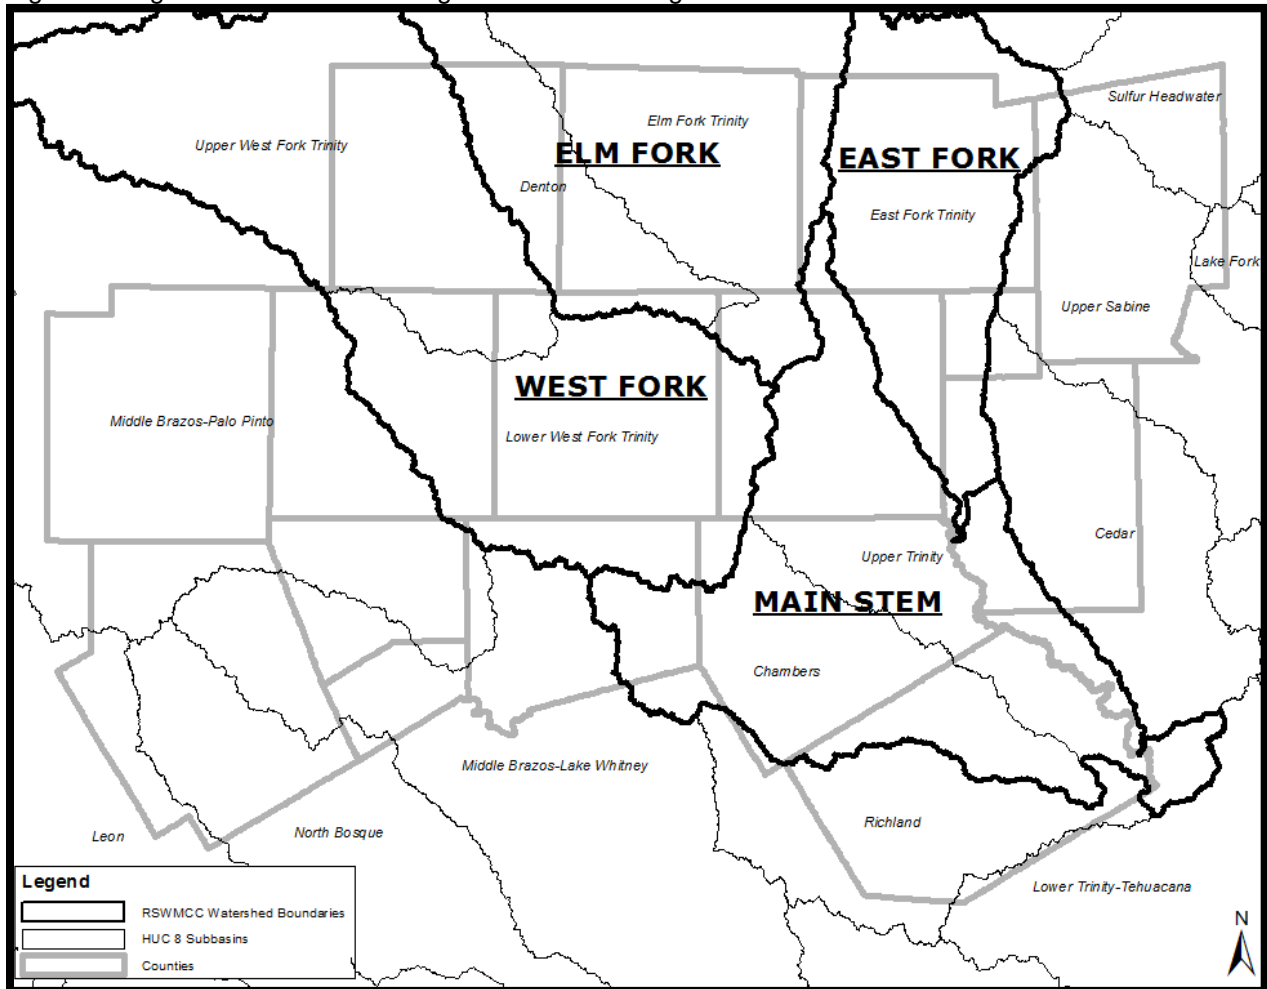 Sulfur Headwater
Elm Fork Trinity
Upper West Fork Trinity
ELM FORK
EAST FORK
Denton
East Fork Trinity
Lake Fork
Upper Sabine
WEST FORK
Middle Brazos-Palo Pinto
Lower West Fork Trinity
Cedar
Upper Trinity
MAIN STEM
Chambers
Middle Brazos-Lake Whitney
Richland
Leon
North Bosque
Lower Trinity-Tehuacana
Legend
RSWMCC Watershed Boundaries
HUC 8 Subbasins
Counties
N